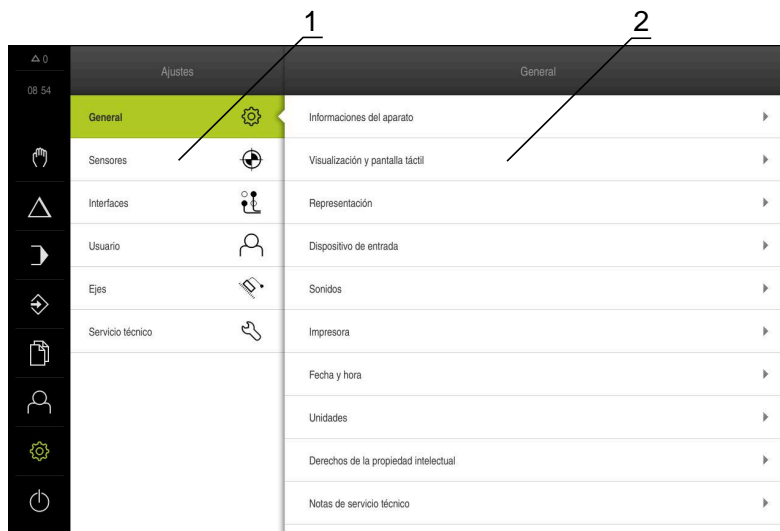 1
2
0
08 54
Ajustes
General
General
Sensores
Interfaces
Usuario
Ejes
Servicio técnico
Informaciones del aparato
Visualización y pantalla táctil
Representación
Dispositivo de entrada
Sonidos
Impresora
Fecha y hora
Unidades
Derechos de la propiedad intelectual
Notas de servicio técnico